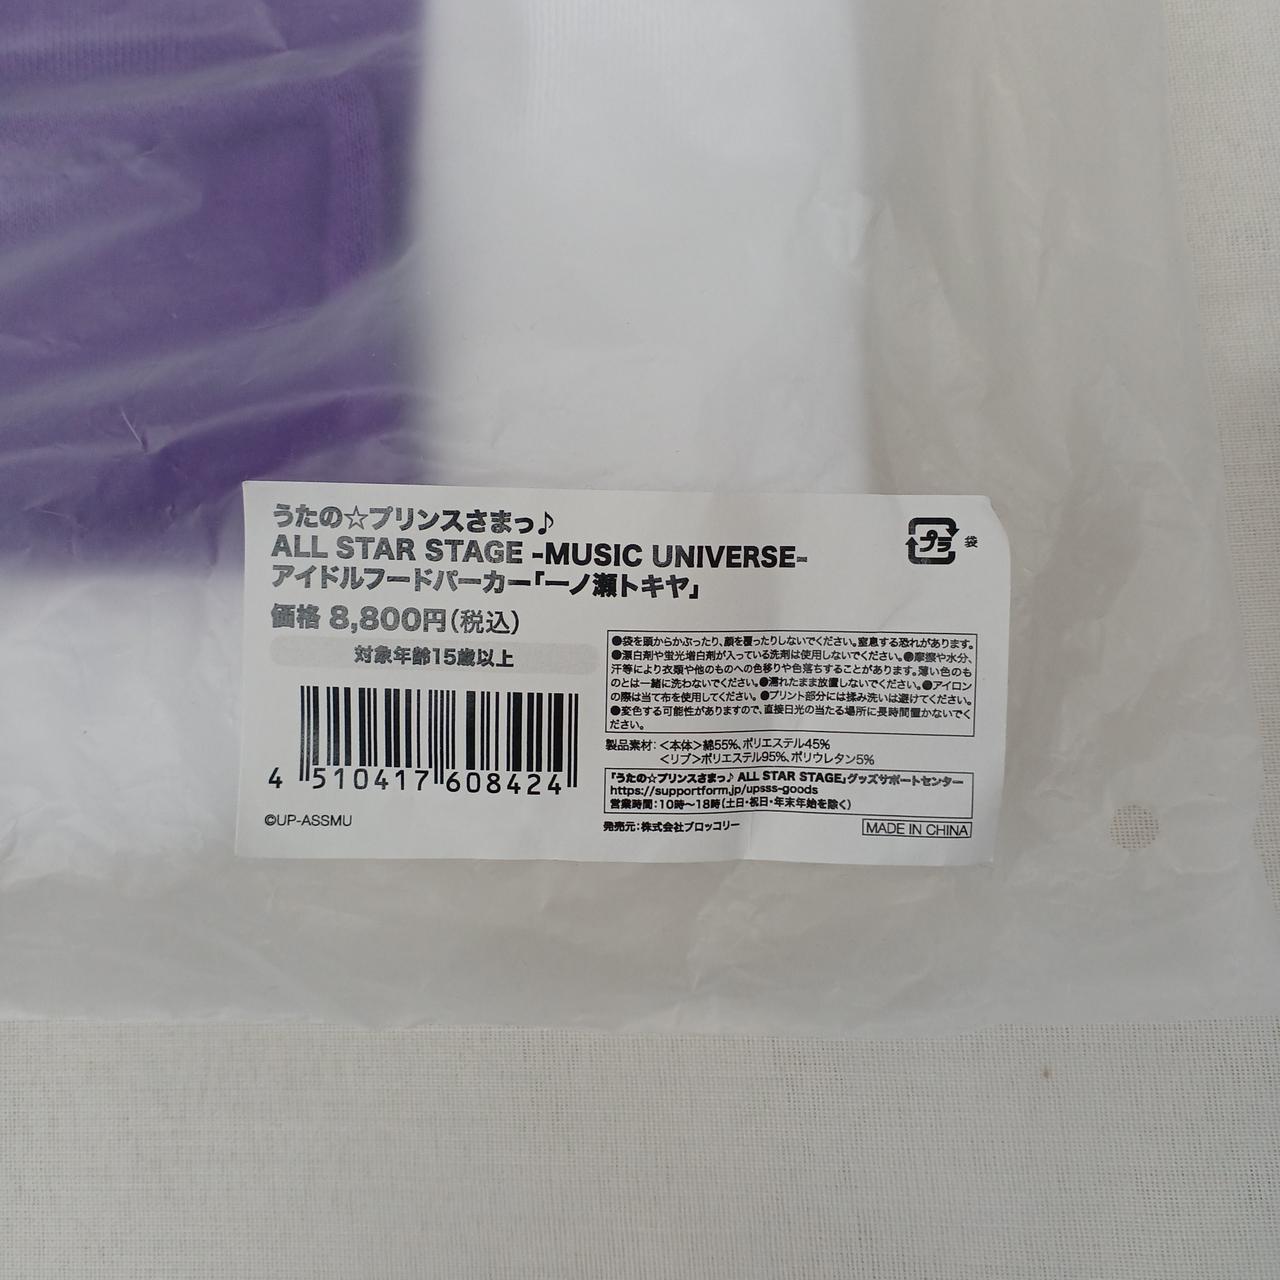 うたの☆プリンスさまっ♪
ALL STAR STAGE -MUSIC UNIVERSE-
アイドルフードパーカー「一ノ瀬トキヤ」
価格 8,800円(税込)
対象年齢15歳以上
4 510417 608424
©UP-ASSMU
プラ 袋
●袋を頭からかぶったり、顔を覆ったりしないでください。窒息する恐れがあります。
●漂白剤や蛍光増白剤が入っている洗剤は使用しないでください。●摩擦や水分、
汗等により衣類や他のものへの色移りや色落ちすることがあります。薄い色のも
のとは一緒に洗わないでください。●濡れたまま放置しないでください。●アイロン
の際は当て布を使用してください。●プリント部分には揉み洗いは避けてください。
●変色する可能性がありますので、直接日光の当たる場所に長時間置かないでく
ださい。
製品素材：＜本体＞綿55%、ポリエステル45%
＜リブ＞ポリエステル95%、ポリウレタン5%
「うたの☆プリンスさまっ♪ ALL STAR STAGE」グッズサポートセンター
https://supportform.jp/upsss-goods
営業時間：10時〜18時(土日・祝日・年末年始を除く)
発売元：株式会社ブロッコリー
MADE IN CHINA